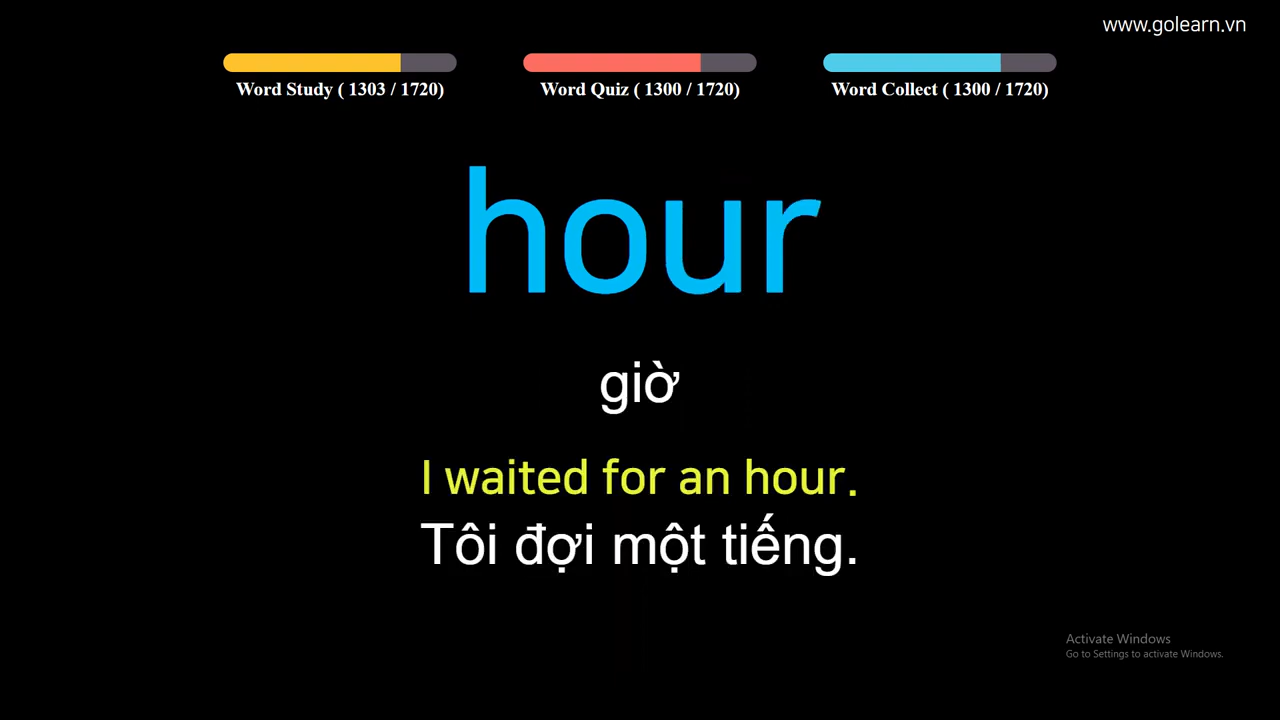 www.golearn.vn
Word Study ( 1303 / 1720)
Word Quiz ( 1300 / 1720)
Word Collect ( 1300 / 1720)
hour
giờ
I waited for an hour.
Tôi đợi một tiếng.
Activate Windows
Go to Settings to activate Windows.